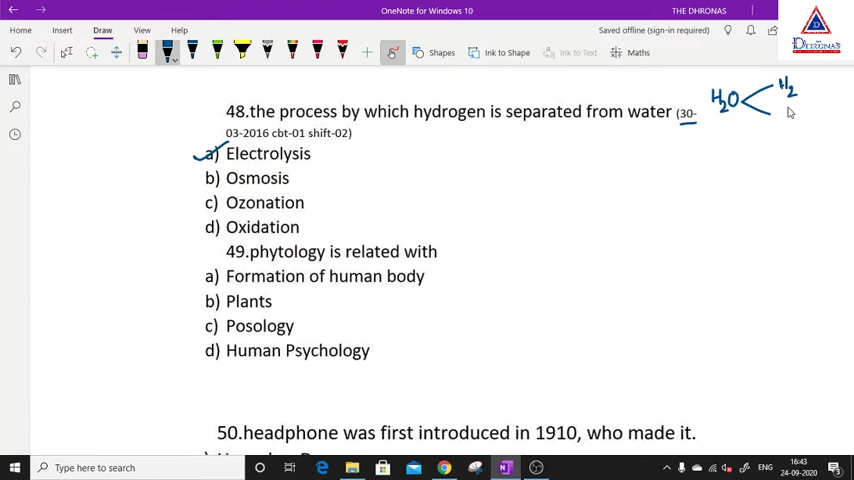 OneNote for Windows 10
THE DHRONAS
Home Insert Draw View Help
Saved offline (sign-in required)
Shapes Ink to Shape Ink to Text Maths
48.the process by which hydrogen is separated from water (30-
03-2016 cbt-01 shift-02)
H2O H2
a) Electrolysis
b) Osmosis
c) Ozonation
d) Oxidation
49.phytology is related with
a) Formation of human body
b) Plants
c) Posology
d) Human Psychology
50.headphone was first introduced in 1910, who made it.
Type here to search
ENG
16:43
24-09-2020